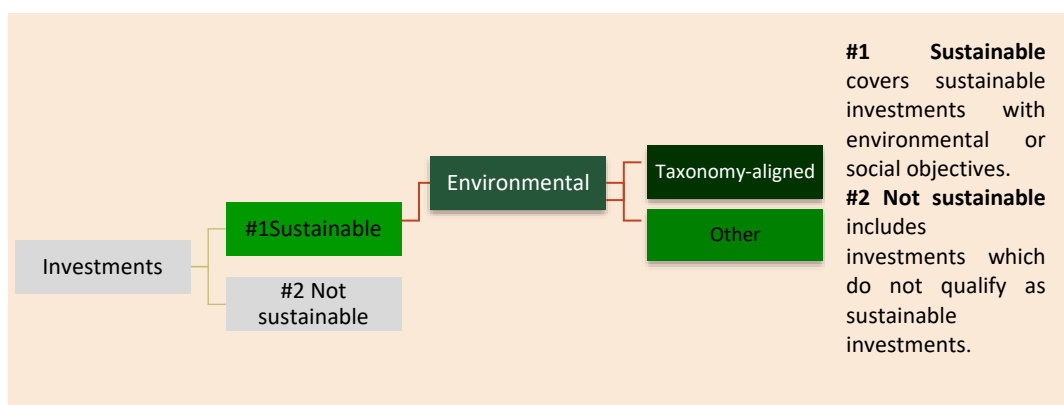 Investments
#1Sustainable
#2 Not
sustainable
Environmental
Taxonomy-aligned
Other
#1 Sustainable
covers sustainable
investments with
environmental or
social objectives.
#2 Not sustainable
includes
investments which
do not qualify as
sustainable
investments.